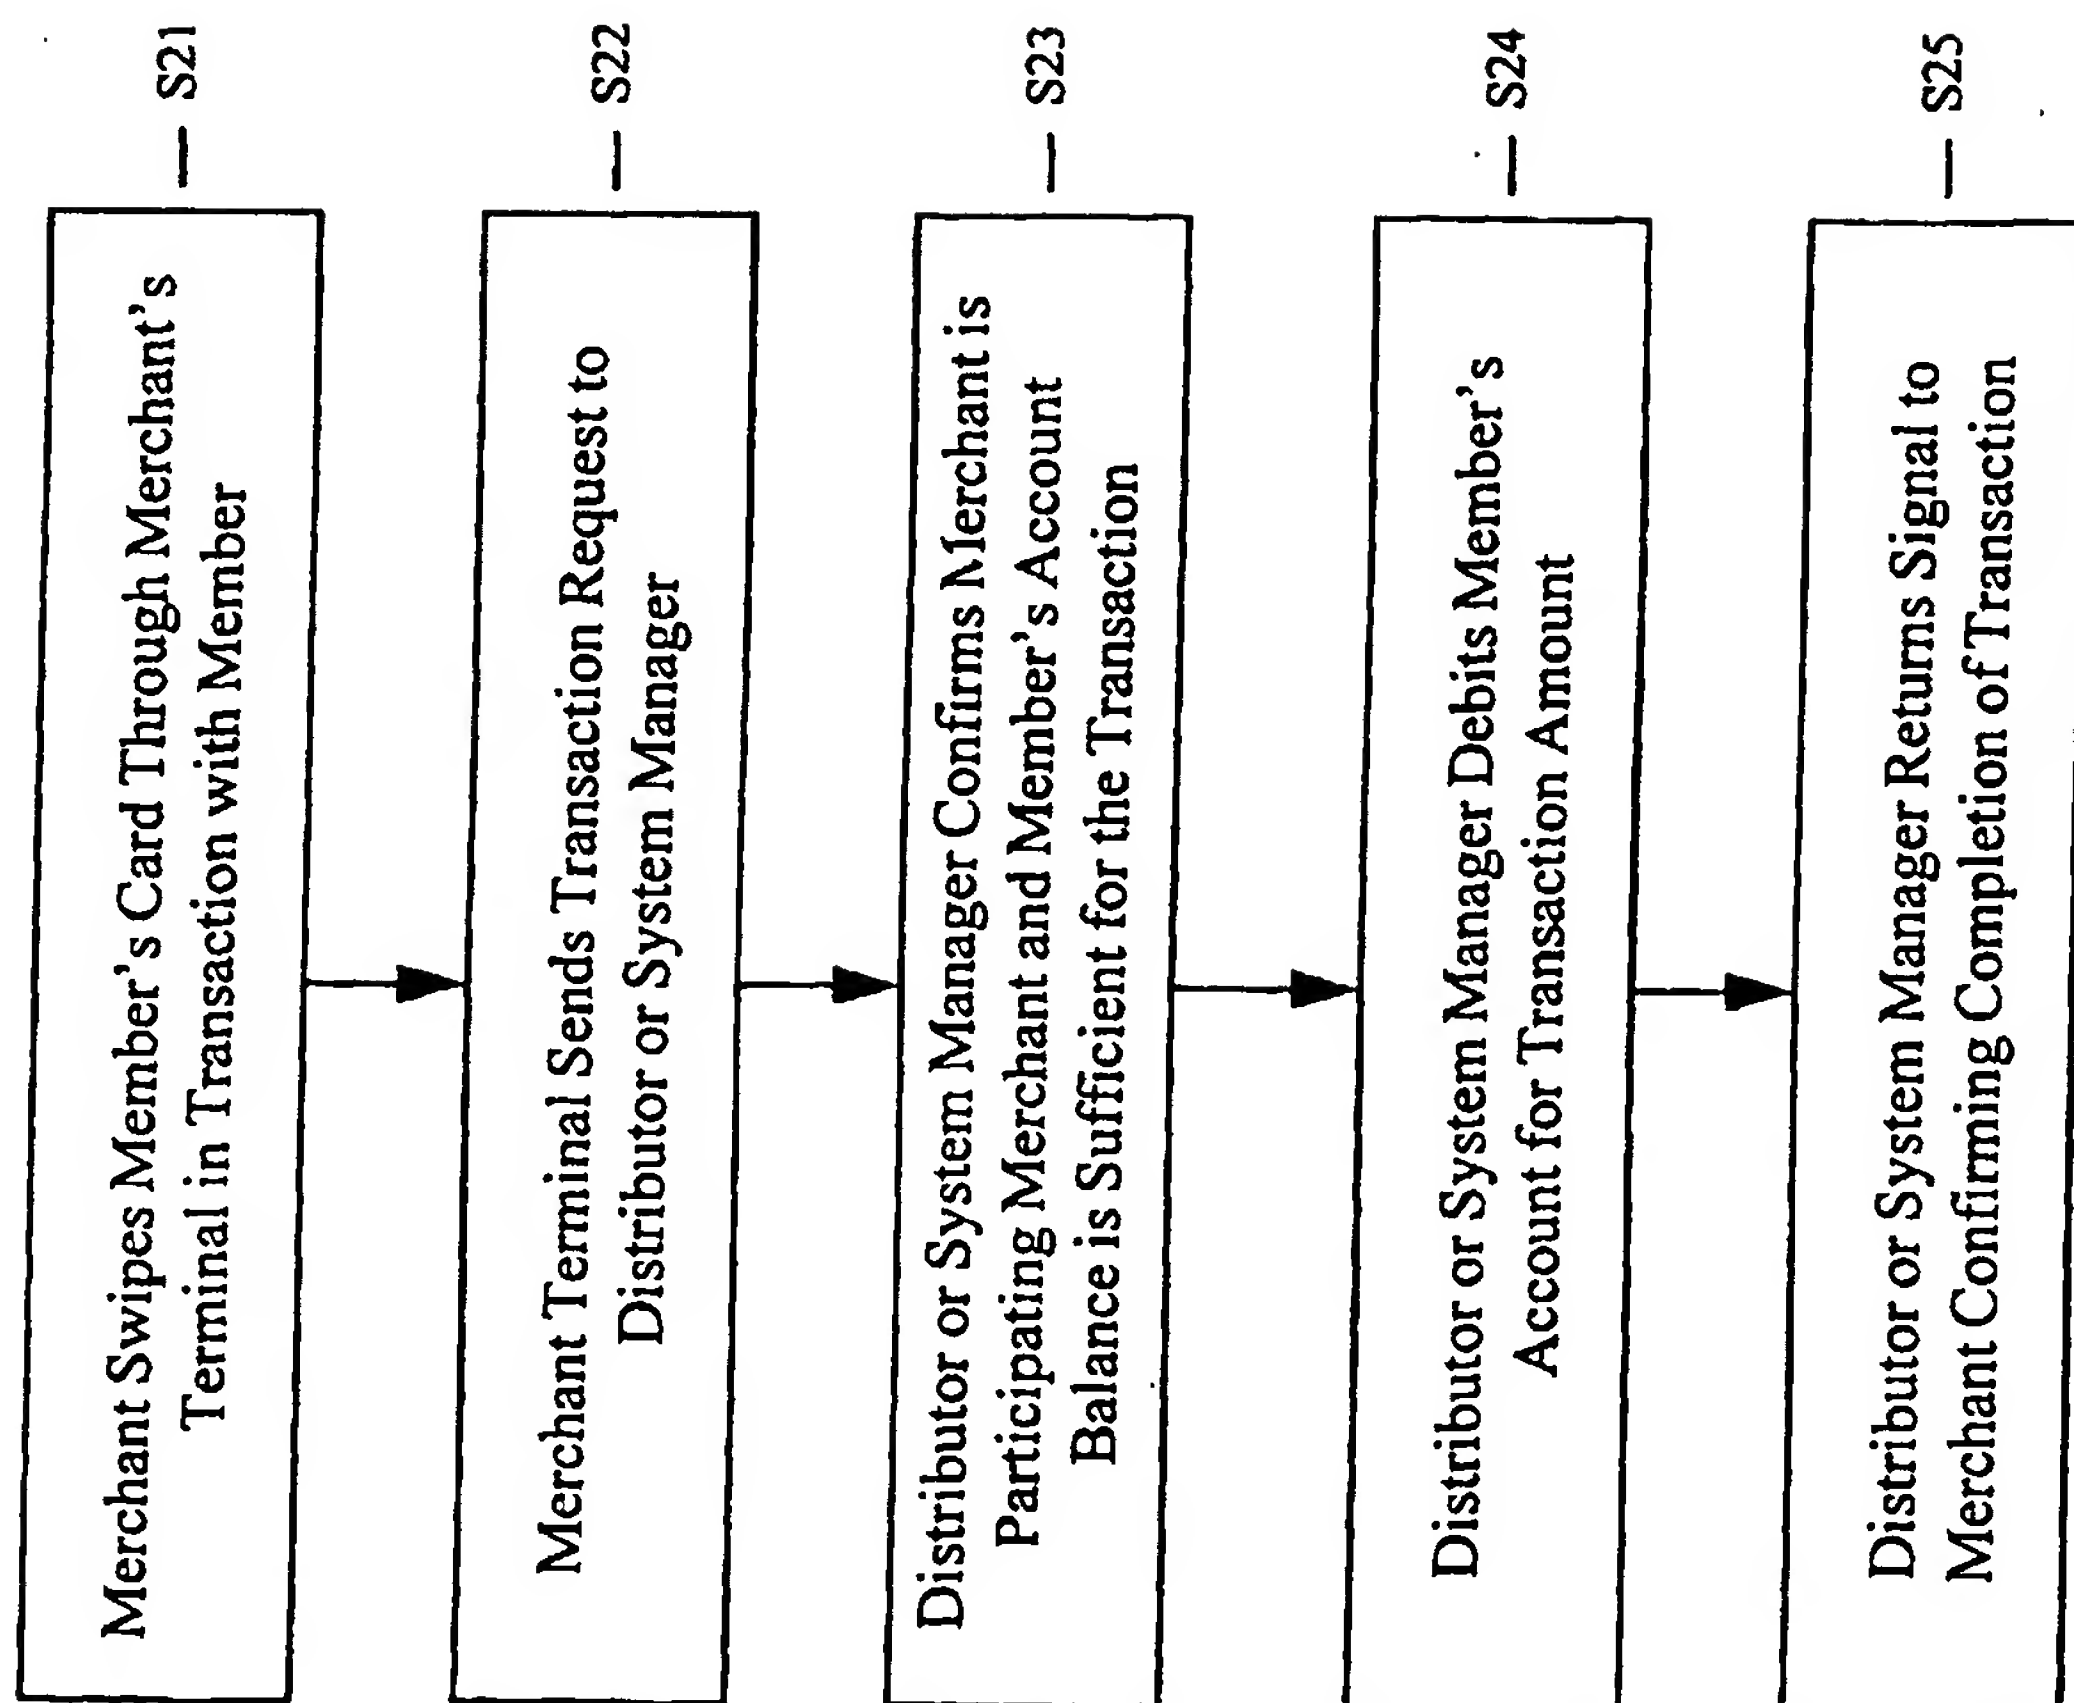 Merchant Swipes Member's Card Through Merchant's
Terminal in Transaction with Member
— S21
Merchant Terminal Sends Transaction Request to
Distributor or System Manager
— S22
Distributor or System Manager Confirms Merchant is
Participating Merchant and Member's Account
Balance is Sufficient for the Transaction
— S23
Distributor or System Manager Debits Member's
Account for Transaction Amount
— S24
Distributor or System Manager Returns Signal to
Merchant Confirming Completion of Transaction
— S25